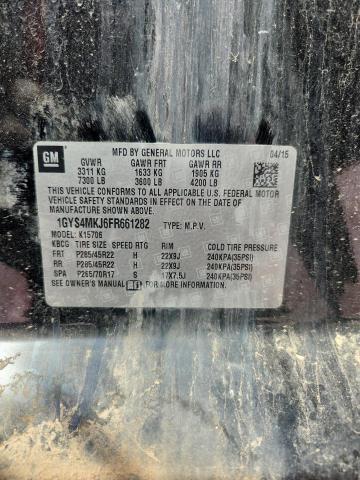 GM
MFD BY GENERAL MOTORS LLC
04/15
GVWR GAWR FRT GAWR RR
3311 KG 1633 KG 1905 KG
7300 LB 3600 LB 4200 LB
THIS VEHICLE CONFORMS TO ALL APPLICABLE U.S. FEDERAL MOTOR
VEHICLE SAFETY AND THEFT PREVENTION STANDARDS IN EFFECT ON
THE DATE OF MANUFACTURE SHOWN ABOVE.
1GYS4MKJ6FR661282 TYPE: M.P.V.
MODEL: K15706
KBCG TIRE SIZE SPEED RTG RIM COLD TIRE PRESSURE
FRT P285/45R22 H 22X9J 240KPA(35PSI)
RR P285/45R22 H 22X9J 240KPA(35PSI)
SPA P265/70R17 S 17X7.5J 240KPA(35PSI)
SEE OWNER'S MANUAL FOR MORE INFORMATION.